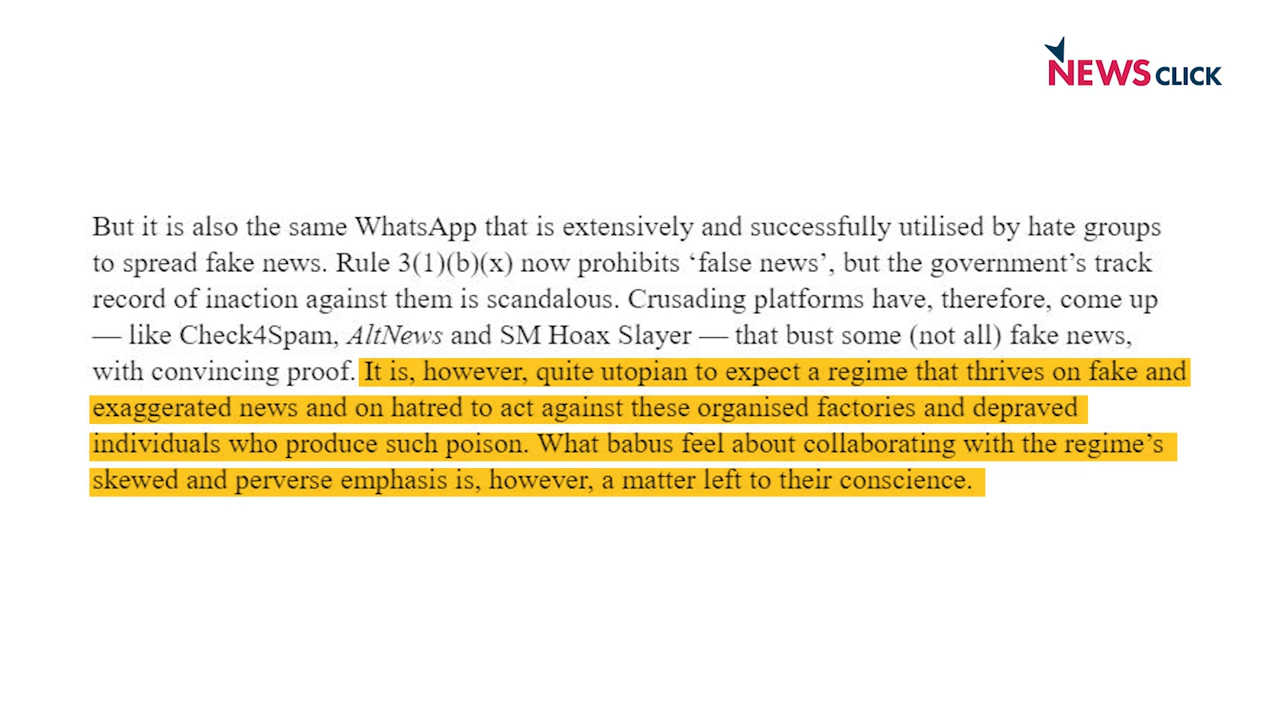 NEWS CLICK
But it is also the same WhatsApp that is extensively and successfully utilised by hate groups
to spread fake news. Rule 3(1)(b)(x) now prohibits ‘false news’, but the government’s track
record of inaction against them is scandalous. Crusading platforms have, therefore, come up
— like Check4Spam, AltNews and SM Hoax Slayer — that bust some (not all) fake news,
with convincing proof. It is, however, quite utopian to expect a regime that thrives on fake and
exaggerated news and on hatred to act against these organised factories and depraved
individuals who produce such poison. What babus feel about collaborating with the regime’s
skewed and perverse emphasis is, however, a matter left to their conscience.